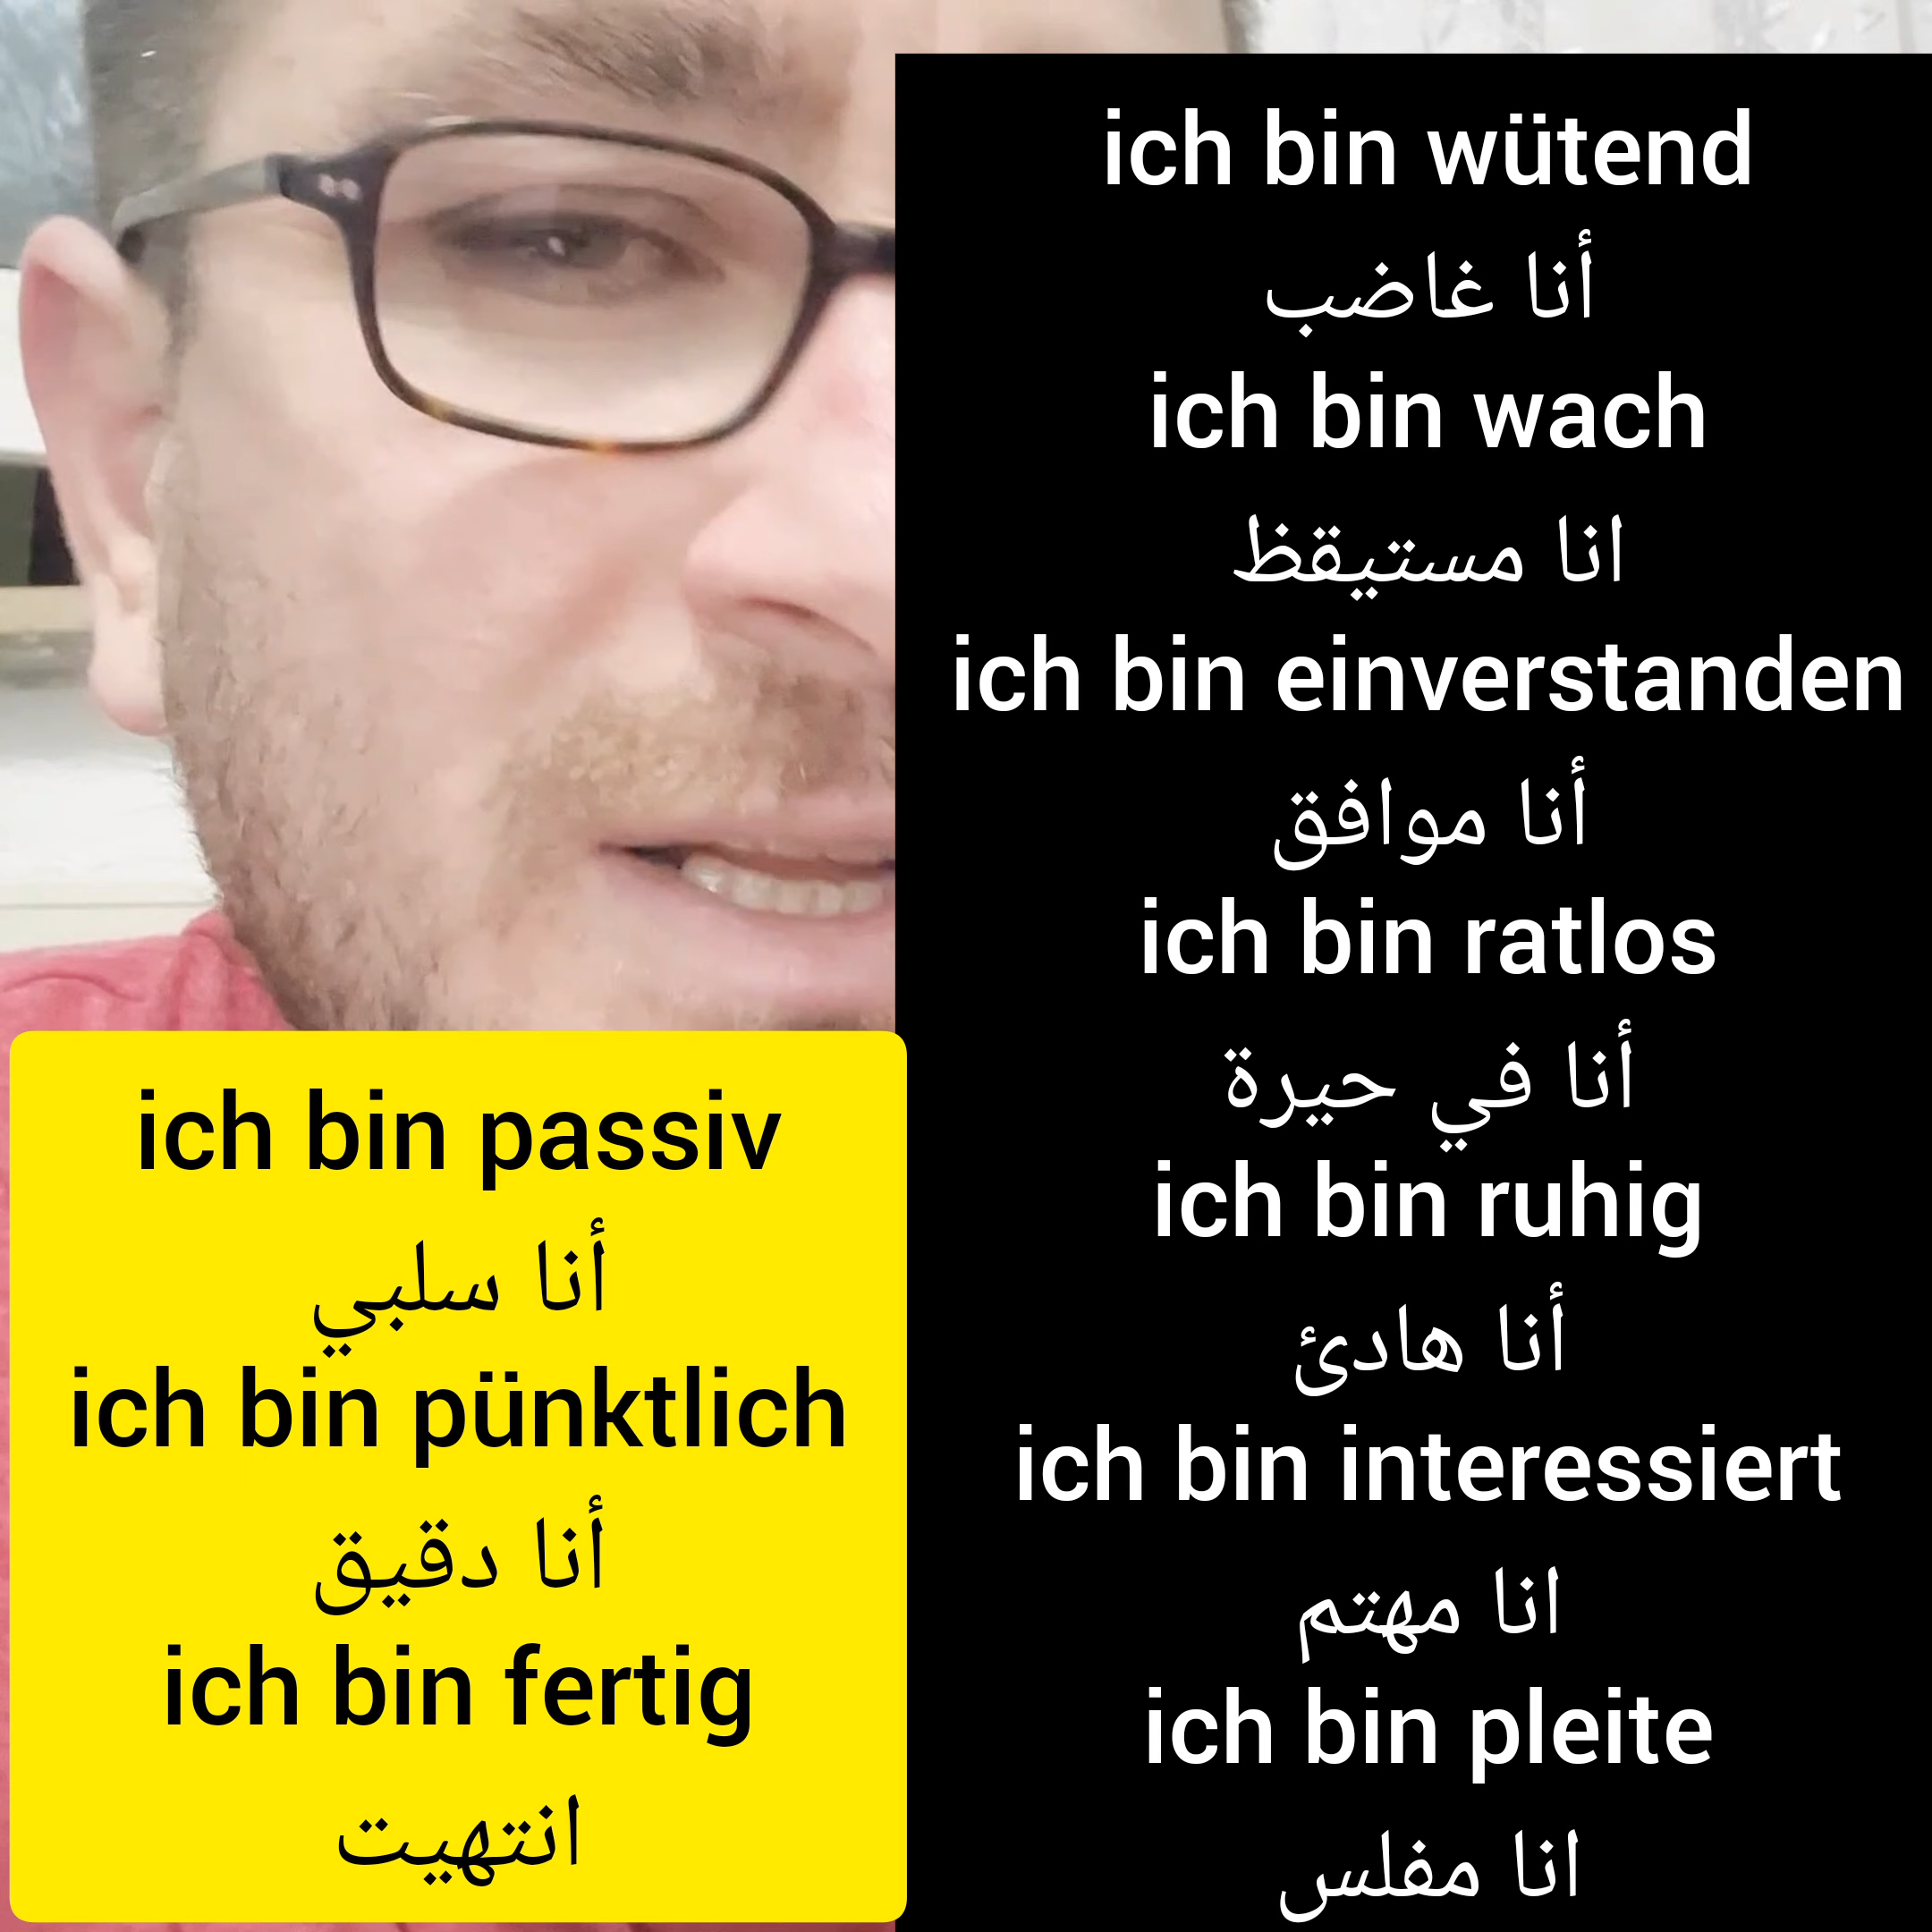 ich bin wütend
أنا غاضب
ich bin wach
انا مستيقظ
ich bin einverstanden
أنا موافق
ich bin ratlos
أنا في حيرة
ich bin ruhig
أنا هادئ
ich bin interessiert
انا مهتم
ich bin pleite
انا مفلس
ich bin passiv
أنا سلبي
ich bin pünktlich
أنا دقيق
ich bin fertig
انتهيت